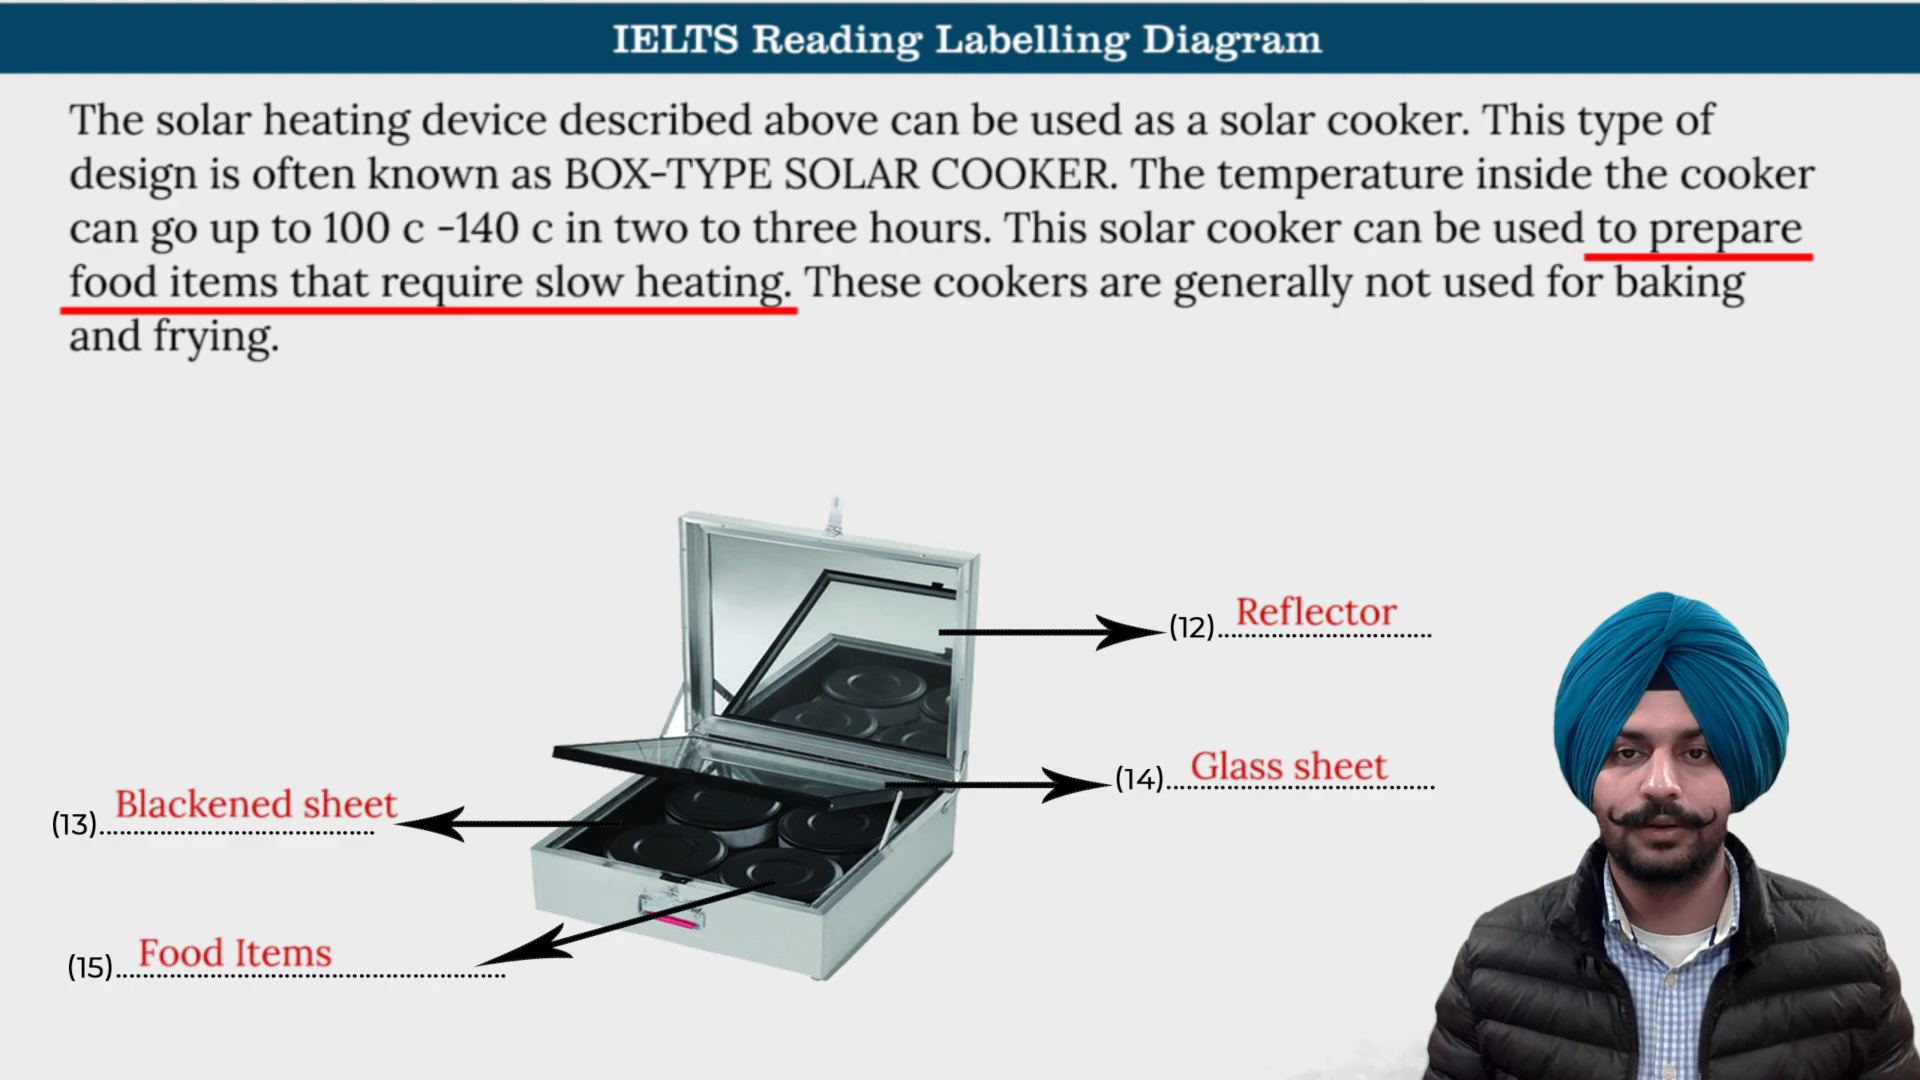 IELTS Reading Labelling Diagram
The solar heating device described above can be used as a solar cooker. This type of
design is often known as BOX-TYPE SOLAR COOKER. The temperature inside the cooker
can go up to 100 c -140 c in two to three hours. This solar cooker can be used to prepare
food items that require slow heating. These cookers are generally not used for baking
and frying.
(12) Reflector
(14) Glass sheet
(13) Blackened sheet
(15) Food Items